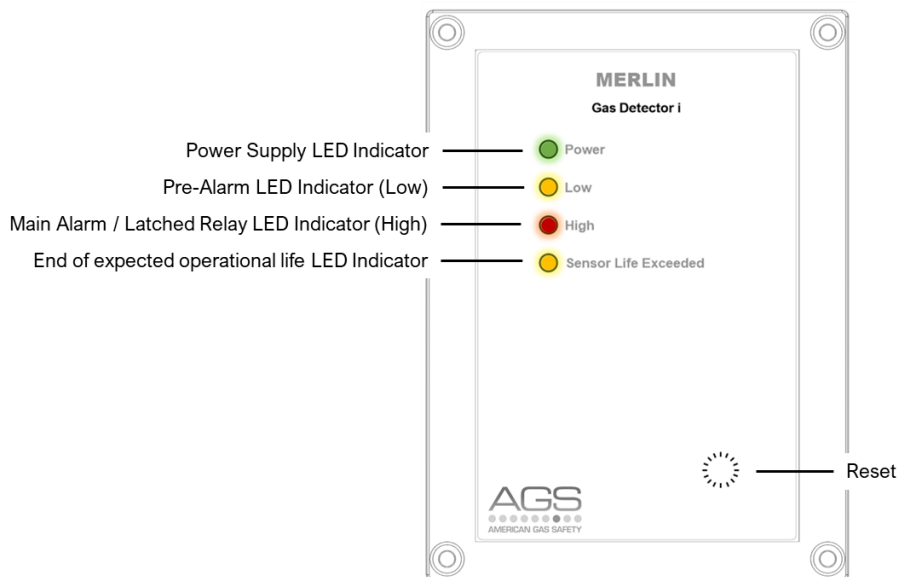 MERLIN
Gas Detector i
Power Supply LED Indicator
Power
Pre-Alarm LED Indicator (Low)
Low
Main Alarm / Latched Relay LED Indicator (High)
High
End of expected operational life LED Indicator
Sensor Life Exceeded
Reset
AGS
AMERICAN GAS SAFETY